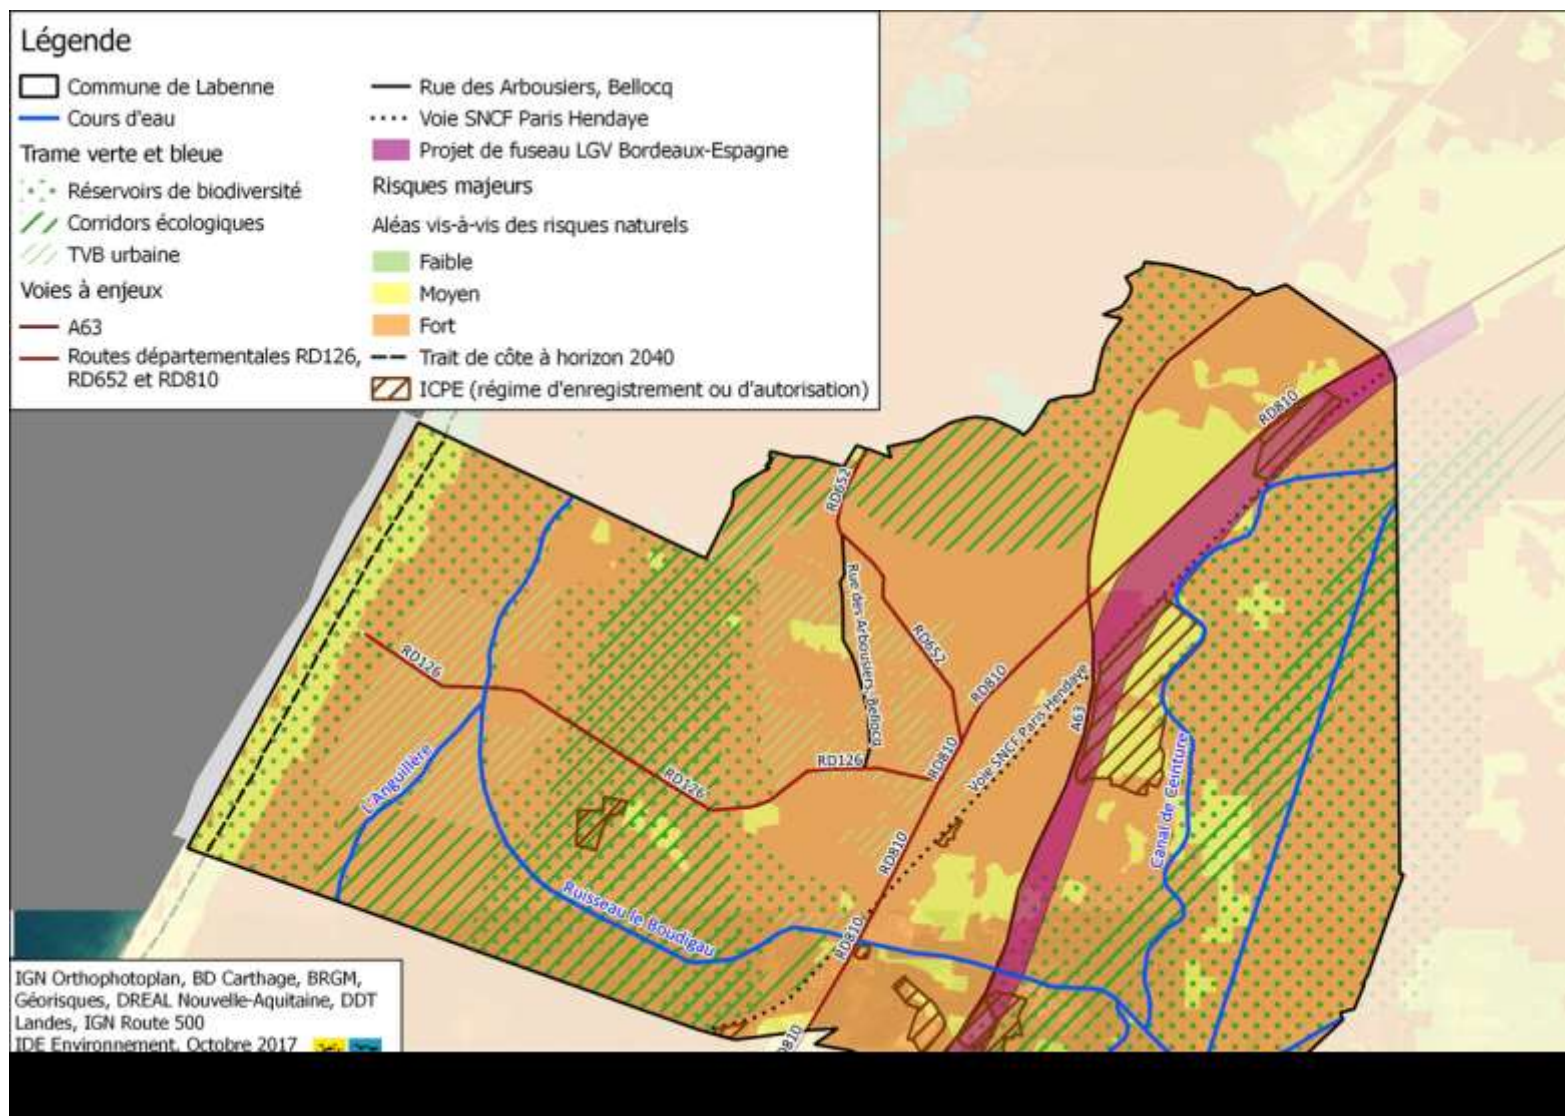 Légende
Commune de Labenne
Cours d'eau
Trame verte et bleue
Réservoirs de biodiversité
Corridors écologiques
TVB urbaine
Voies à enjeux
A63
Routes départementales RD126,
RD652 et RD810
Rue des Arbousiers, Bellocq
Voie SNCF Paris Hendaye
Projet de fuseau LGV Bordeaux-Espagne
Risques majeurs
Aléas vis-à-vis des risques naturels
Faible
Moyen
Fort
Trait de côte à horizon 2040
ICPE (régime d'enregistrement ou d'autorisation)
RD810
RD652
Rue des Arbousiers, Bellocq
RD652
RD126
RD810
Voie SNCF Paris Hendaye
A63
L'Anguillère
RD126
RD126
RD810
Canal de Ceinture
RD810
Ruisseau le Boudigau
RD810
RD810
IGN Orthophotoplan, BD Carthage, BRGM,
Géorisques, DREAL Nouvelle-Aquitaine, DDT
Landes, IGN Route 500
IDE Environnement, Octobre 2017